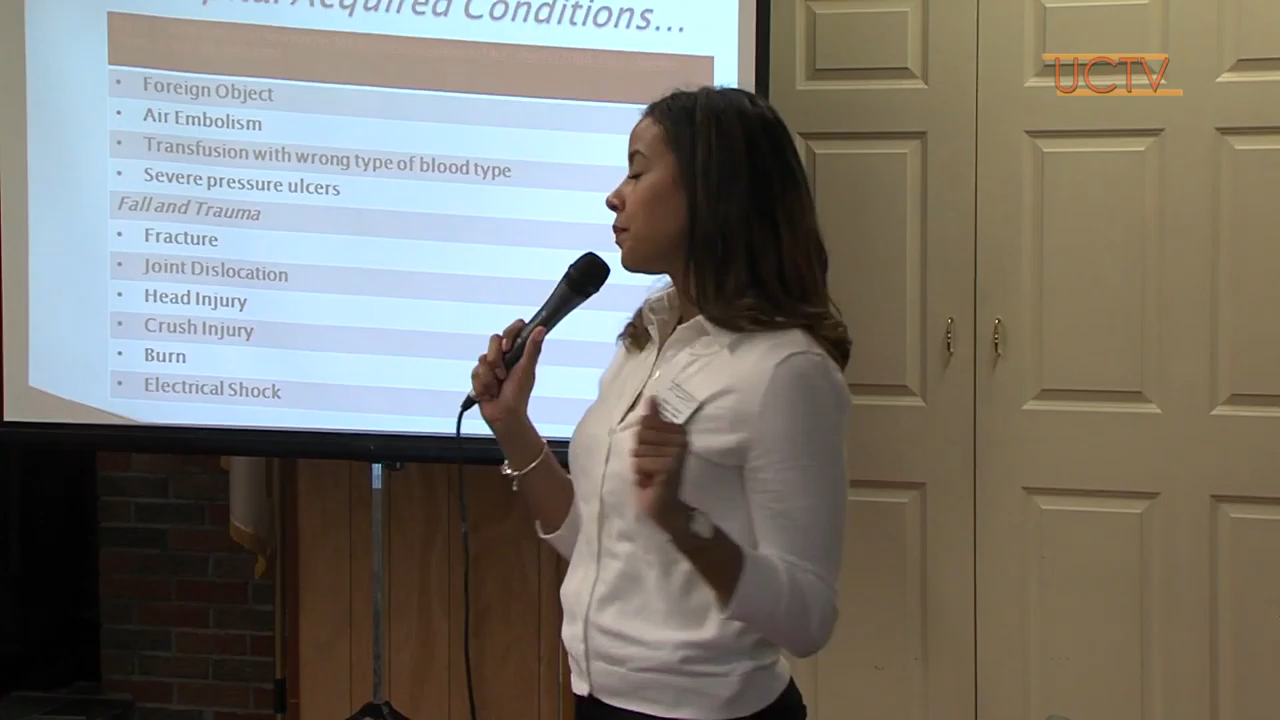 Acquired Conditions...
UCTV
• Foreign Object
• Air Embolism
• Transfusion with wrong type of blood type
• Severe pressure ulcers
Fall and Trauma
• Fracture
• Joint Dislocation
• Head Injury
• Crush Injury
• Burn
• Electrical Shock